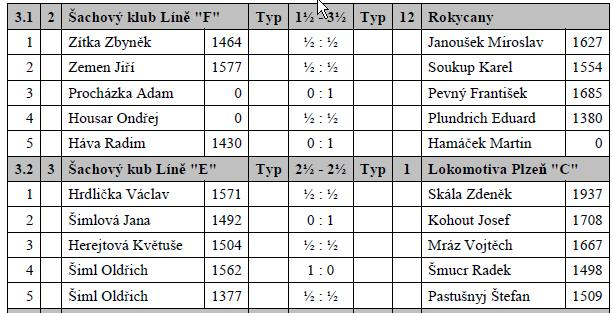 3.1 2 Šachový klub Líně "F" Typ 1½ - 3½ Typ 12 Rokycany
1 Zítka Zbyněk 1464 ½ : ½ Janoušek Miroslav 1627
2 Zemen Jiří 1577 ½ : ½ Soukup Karel 1554
3 Procházka Adam 0 0 : 1 Pevný František 1685
4 Housar Ondřej 0 ½ : ½ Plundrich Eduard 1380
5 Háva Radim 1430 0 : 1 Hamáček Martin 0
3.2 3 Šachový kub Líně "E" Typ 2½ - 2½ Typ 1 Lokomotiva Plzeň "C"
1 Hrdlička Václav 1571 ½ : ½ Skála Zdeněk 1937
2 Šimlová Jana 1492 0 : 1 Kohout Josef 1708
3 Herejtová Květuše 1504 ½ : ½ Mráz Vojtěch 1667
4 Šiml Oldřich 1562 1 : 0 Šmucr Radek 1498
5 Šiml Oldřich 1377 ½ : ½ Pastušnyj Štefan 1509